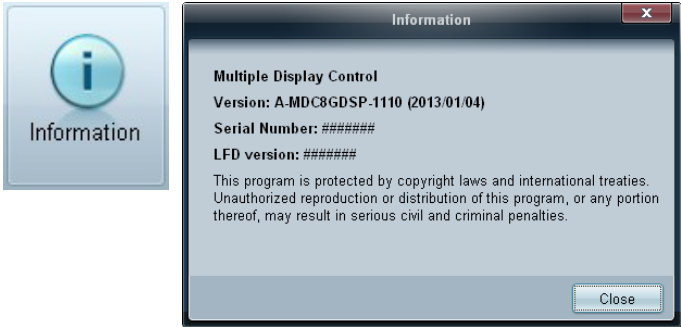 i
Information
Information
x
Multiple Display Control
Version: A-MDC8GDSP-1110 (2013/01/04)
Serial Number: #######
LFD version: #######
This program is protected by copyright laws and international treaties.
Unauthorized reproduction or distribution of this program, or any portion
thereof, may result in serious civil and criminal penalties.
Close